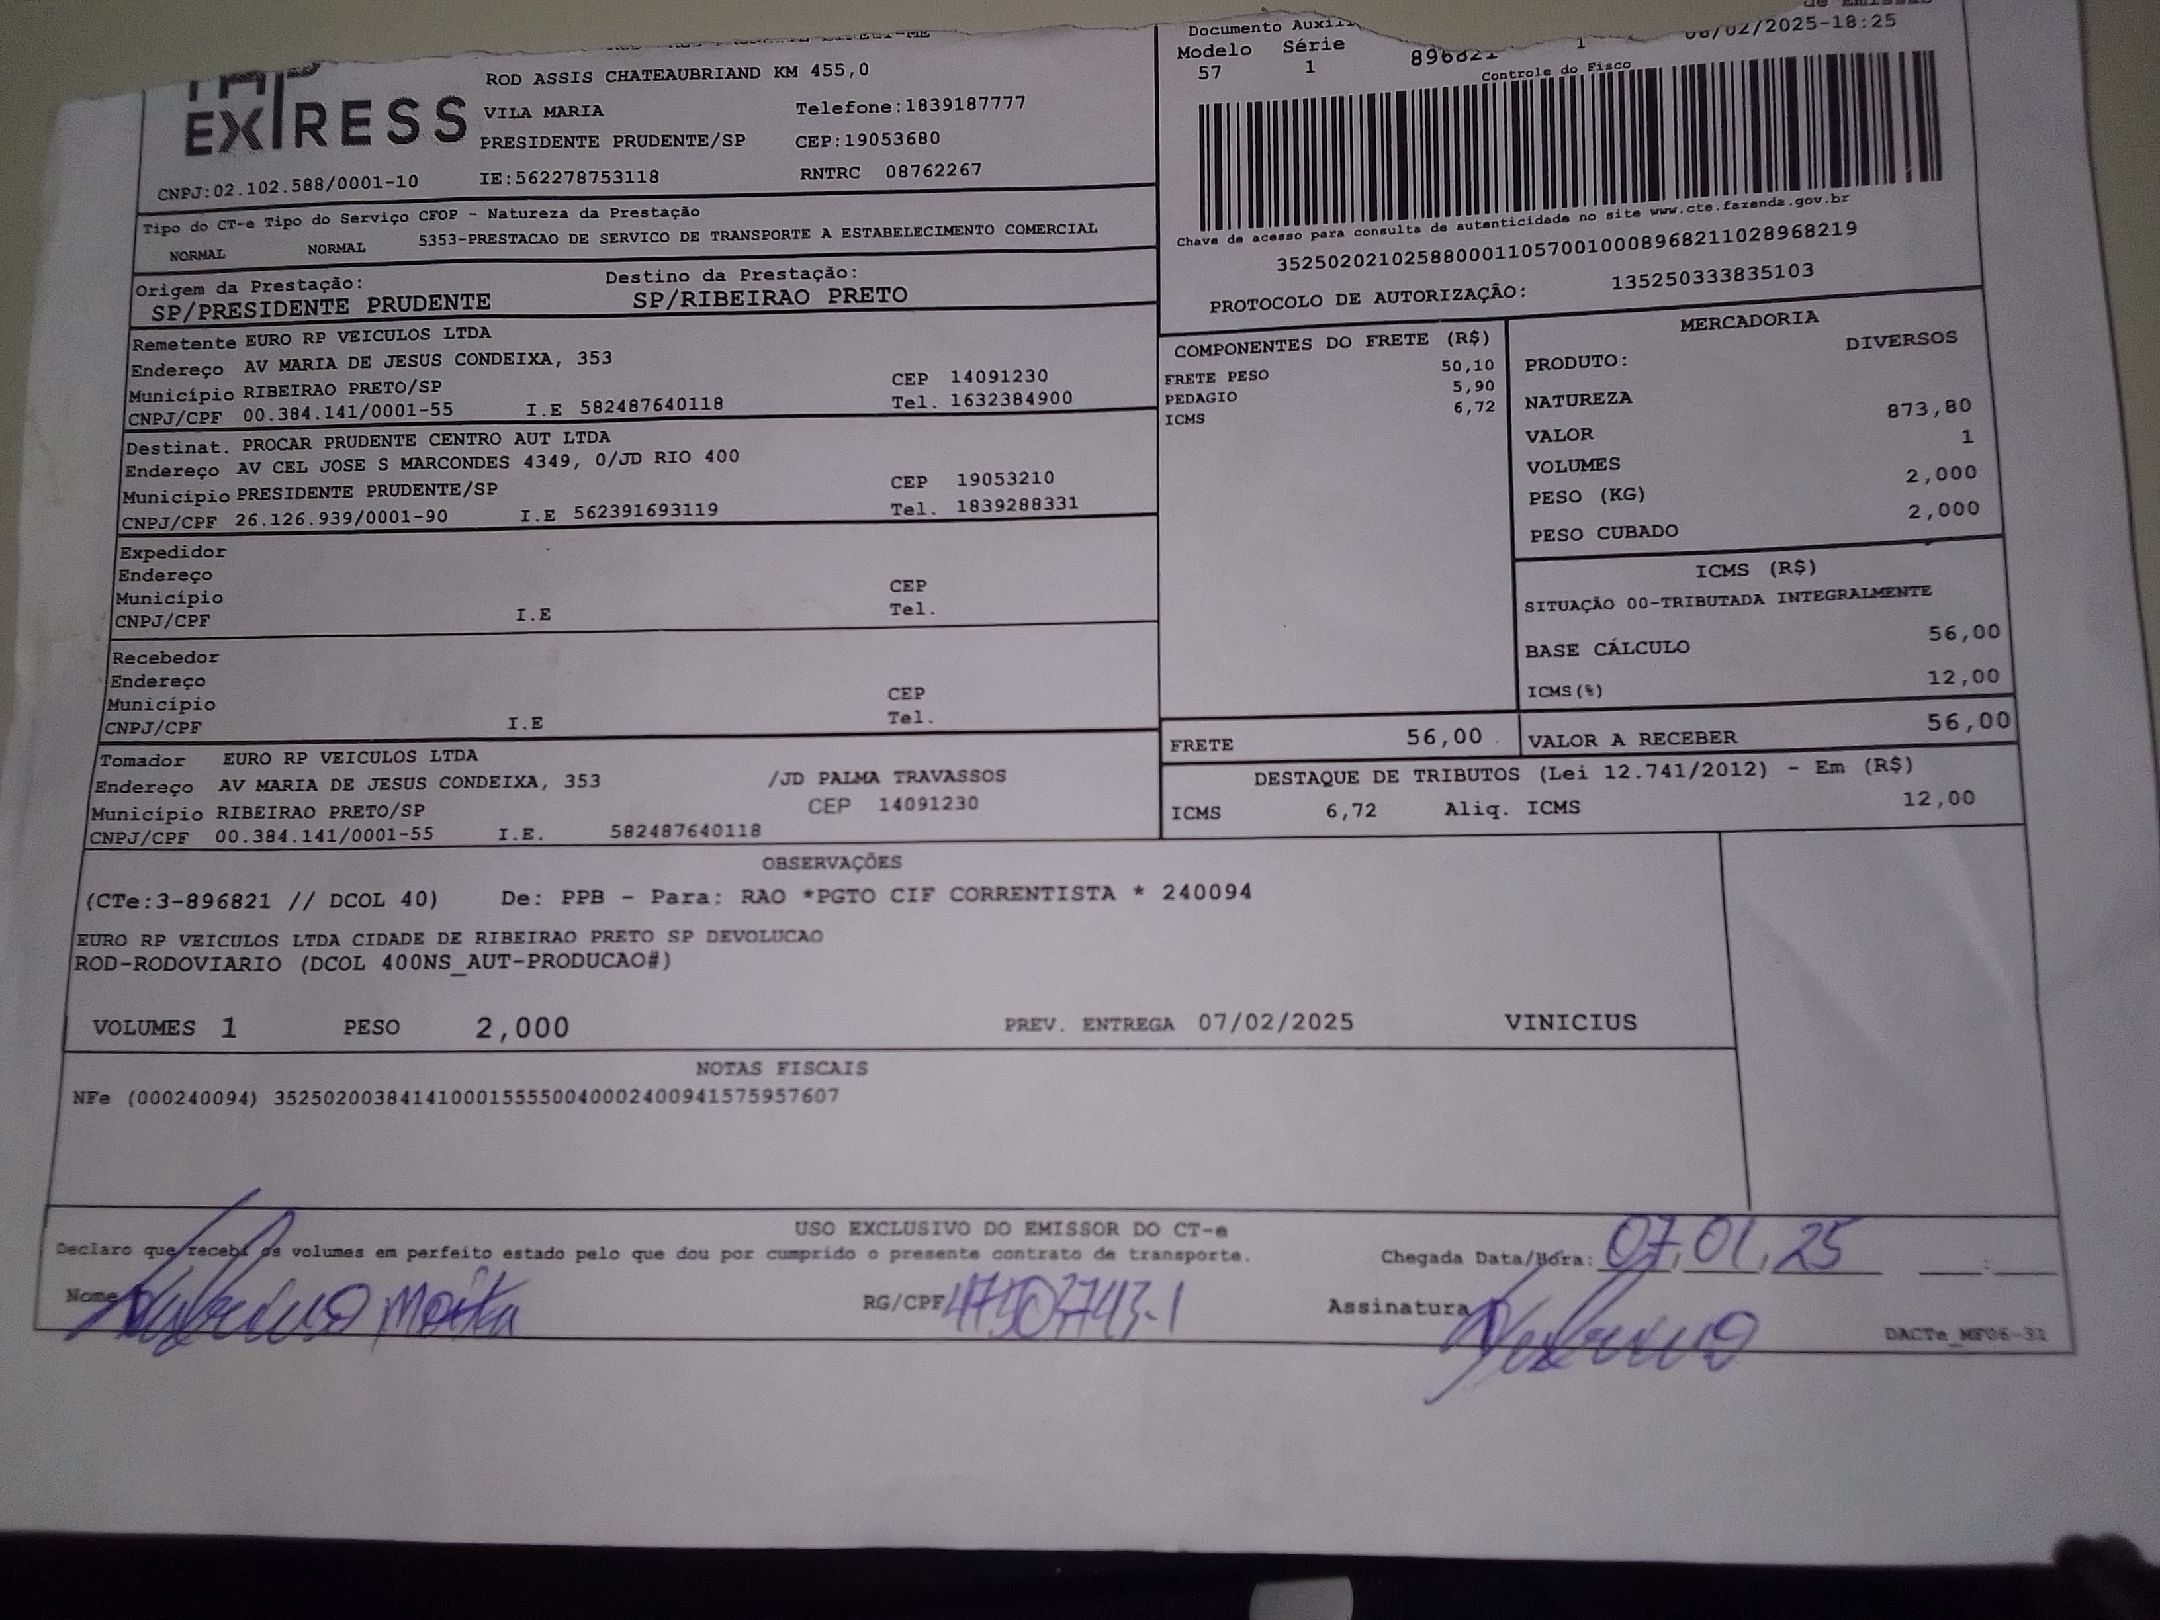 ROD ASSIS CHATEAUBRIAND KM 455,0
EXPRESS
VILA MARIA Telefone:1839187777
PRESIDENTE PRUDENTE/SP CEP:19053680
CNPJ:02.102.588/0001-10 IE:562278753118 RNTRC 08762267
Documento
Modelo Série
57 1 896821 1 06/02/2025-18:25
Controle do Fisco
Chave de acesso para consulta de autenticidade no site www.cte.fazenda.gov.br
35250202102588000110570010008968211028968219
PROTOCOLO DE AUTORIZAÇÃO: 135250333835103
Tipo do CT-e Tipo do Serviço CFOP - Natureza da Prestação
NORMAL NORMAL 5353-PRESTACAO DE SERVICO DE TRANSPORTE A ESTABELECIMENTO COMERCIAL
Origem da Prestação: Destino da Prestação:
SP/PRESIDENTE PRUDENTE SP/RIBEIRAO PRETO
Remetente EURO RP VEICULOS LTDA
Endereço AV MARIA DE JESUS CONDEIXA, 353
Município RIBEIRAO PRETO/SP CEP 14091230
CNPJ/CPF 00.384.141/0001-55 I.E 582487640118 Tel. 1632384900
Destinat. PROCAR PRUDENTE CENTRO AUT LTDA
Endereço AV CEL JOSE S MARCONDES 4349, 0/JD RIO 400
Municipio PRESIDENTE PRUDENTE/SP CEP 19053210
CNPJ/CPF 26.126.939/0001-90 I.E 562391693119 Tel. 1839288331
Expedidor
Endereço
Município CEP
CNPJ/CPF I.E Tel.
Recebedor
Endereço
Município CEP
CNPJ/CPF I.E Tel.
Tomador EURO RP VEICULOS LTDA
Endereço AV MARIA DE JESUS CONDEIXA, 353 /JD PALMA TRAVASSOS
Município RIBEIRAO PRETO/SP CEP 14091230
CNPJ/CPF 00.384.141/0001-55 I.E. 582487640118
COMPONENTES DO FRETE (R$)
FRETE PESO 50,10
PEDAGIO 5,90
ICMS 6,72
MERCADORIA
PRODUTO: DIVERSOS
NATUREZA
VALOR 873,80
VOLUMES 1
PESO (KG) 2,000
PESO CUBADO 2,000
ICMS (R$)
SITUAÇÃO 00-TRIBUTADA INTEGRALMENTE
BASE CÁLCULO 56,00
ICMS(%) 12,00
FRETE 56,00 VALOR A RECEBER 56,00
DESTAQUE DE TRIBUTOS (Lei 12.741/2012) - Em (R$)
ICMS 6,72 Aliq. ICMS 12,00
OBSERVAÇÕES
(CTe:3-896821 // DCOL 40) De: PPB - Para: RAO *PGTO CIF CORRENTISTA * 240094
EURO RP VEICULOS LTDA CIDADE DE RIBEIRAO PRETO SP DEVOLUCAO
ROD-RODOVIARIO (DCOL 400NS_AUT-PRODUCAO#)
VOLUMES 1 PESO 2,000 PREV. ENTREGA 07/02/2025 VINICIUS
NOTAS FISCAIS
NFe (000240094) 35250200384141000155550040002400941575957607
USO EXCLUSIVO DO EMISSOR DO CT-e
Declaro que recebi os volumes em perfeito estado pelo que dou por cumprido o presente contrato de transporte.
Chegada Data/Hora: 07,01,25
Nome RG/CPF Assinatura
DACTe_MF06-31